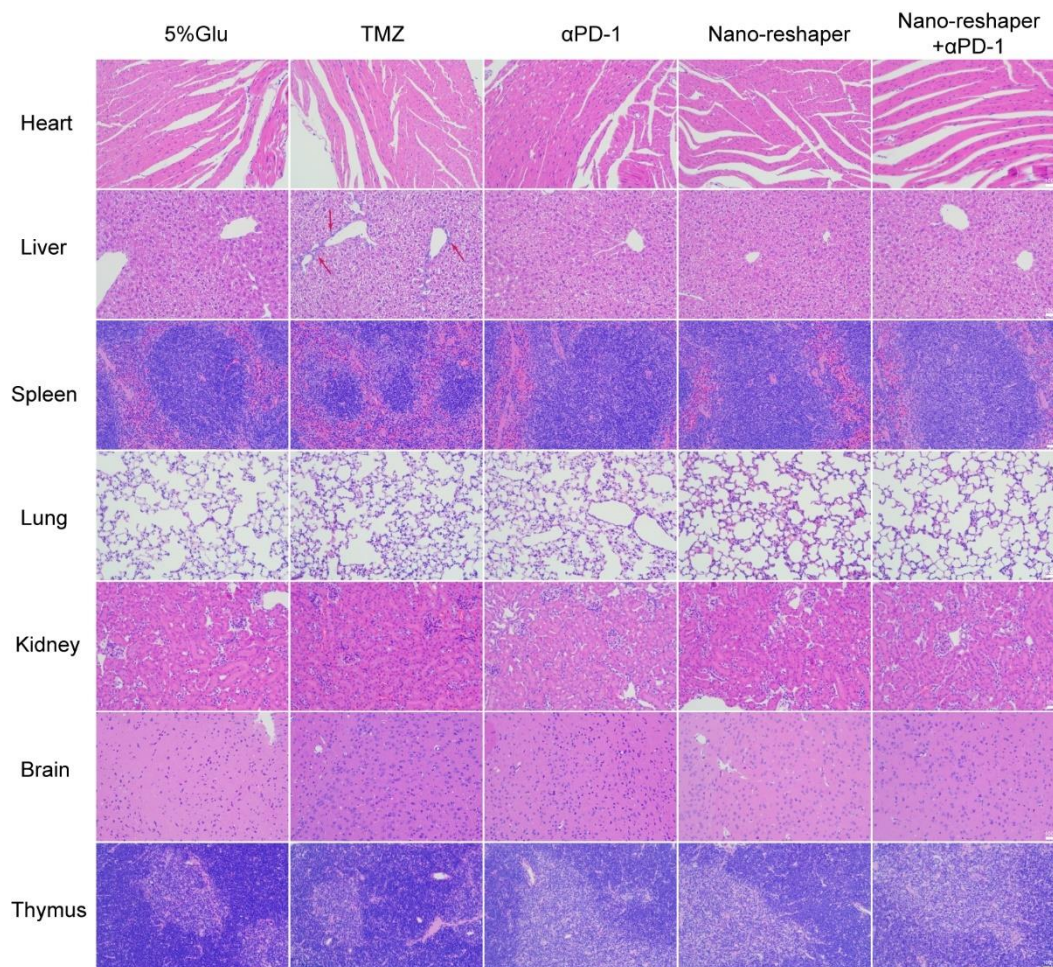 5%Glu TMZ αPD-1 Nano-reshaper Nano-reshaper
+αPD-1
Heart
Liver
Spleen
Lung
Kidney
Brain
Thymus